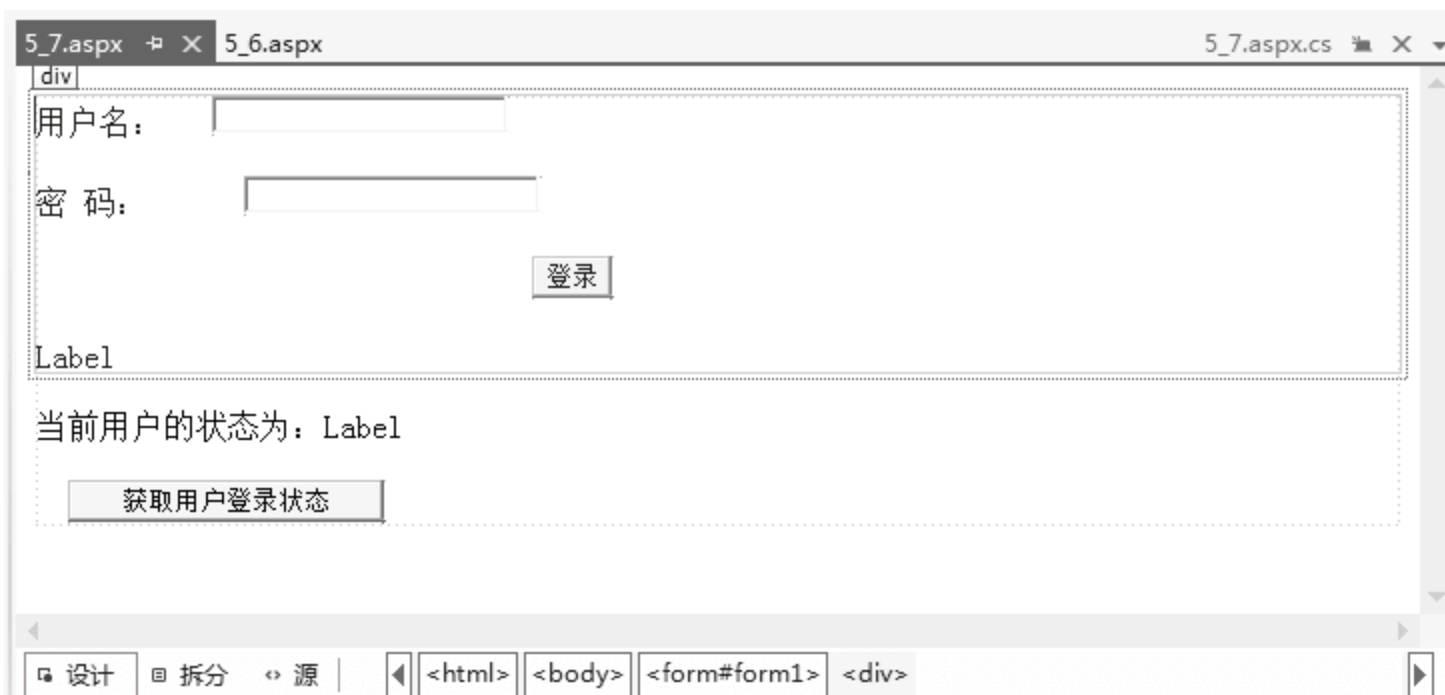 5_7.aspx 5_6.aspx 5_7.aspx.cs
div
用户名：
密 码：
登录
Label
当前用户的状态为：Label
获取用户登录状态
设计 拆分 源 <html> <body> <form#form1> <div>